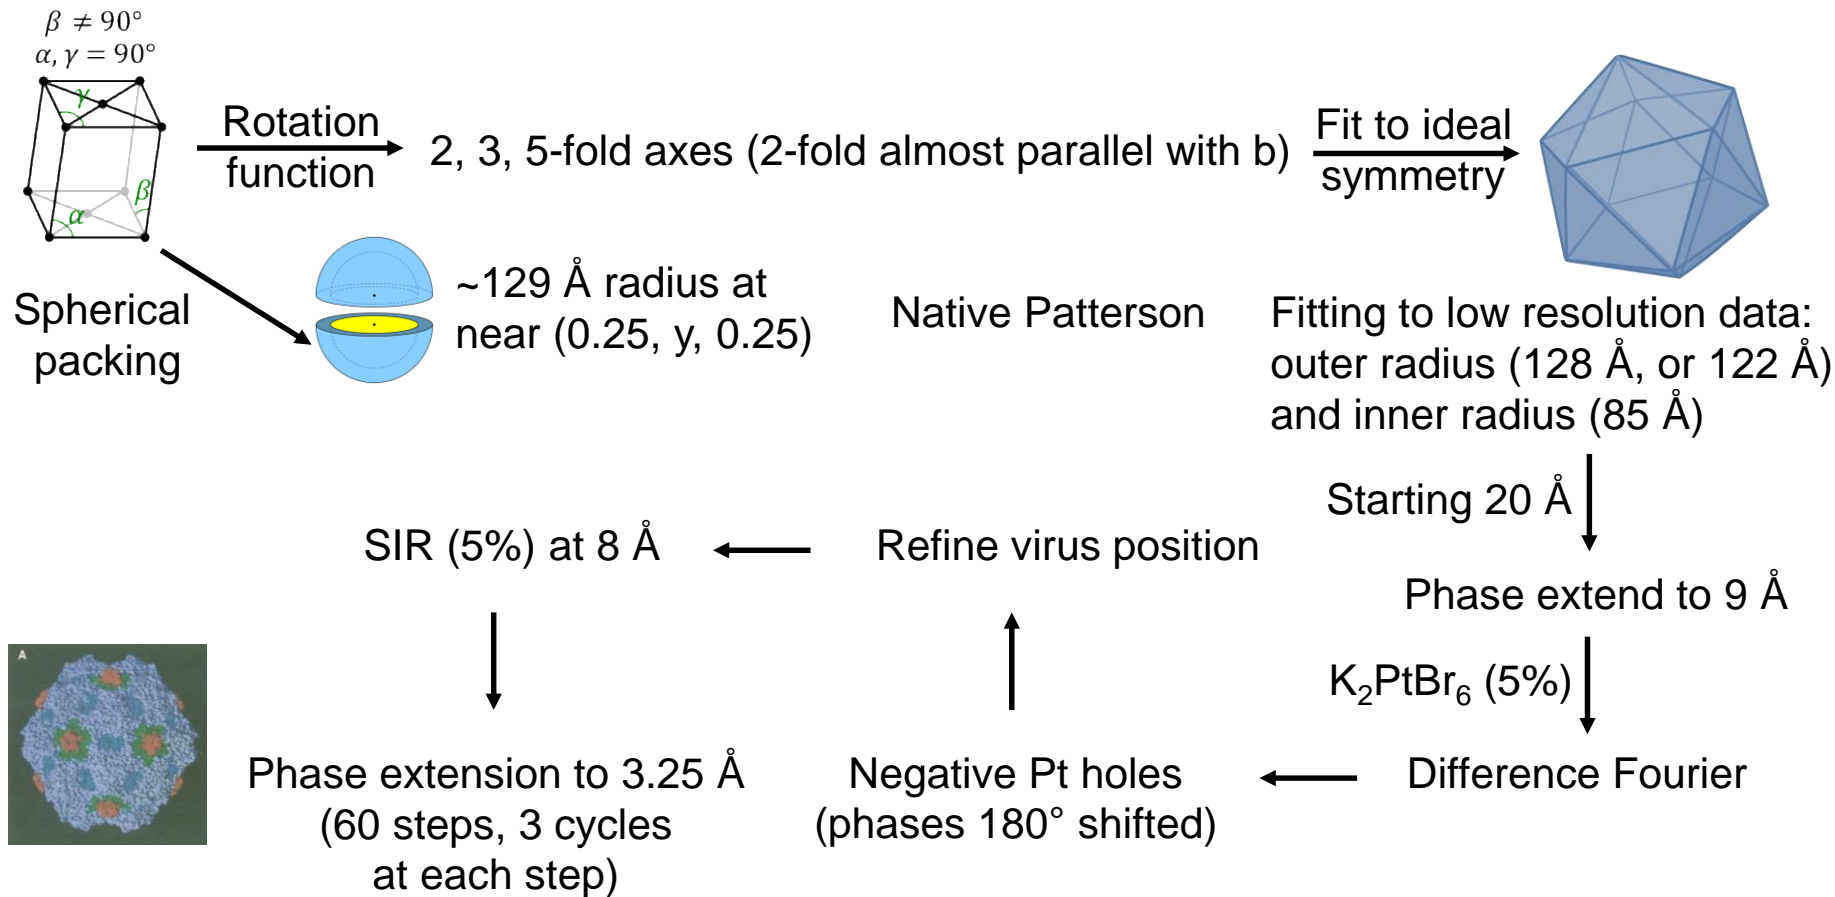 β ≠ 90°
α, γ = 90°
γ
β
α
Rotation
function
2, 3, 5-fold axes (2-fold almost parallel with b)
Fit to ideal
symmetry
Spherical
packing
~129 Å radius at
near (0.25, y, 0.25)
Native Patterson
Fitting to low resolution data:
outer radius (128 Å, or 122 Å)
and inner radius (85 Å)
Starting 20 Å
Phase extend to 9 Å
K₂PtBr₆ (5%)
Difference Fourier
Negative Pt holes
(phases 180° shifted)
Refine virus position
SIR (5%) at 8 Å
Phase extension to 3.25 Å
(60 steps, 3 cycles
at each step)
A